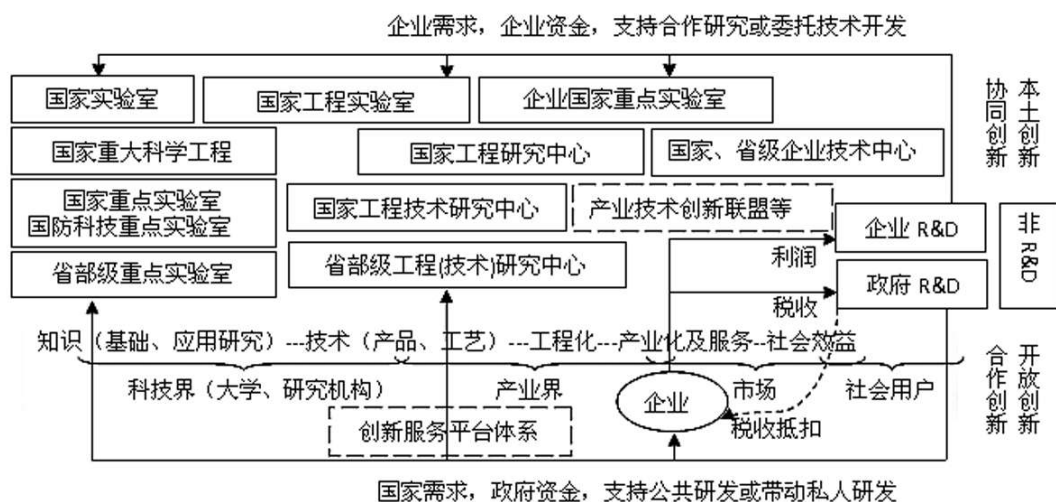 企业需求，企业资金，支持合作研究或委托技术开发
国家实验室
国家工程实验室
企业国家重点实验室
协同创新
本土创新
国家重大科学工程
国家工程研究中心
国家、省级企业技术中心
国家重点实验室
国防科技重点实验室
国家工程技术研究中心
产业技术创新联盟等
企业 R&D
非R&D
利润
省部级重点实验室
省部级工程(技术)研究中心
政府 R&D
税收
知识（基础、应用研究）---技术（产品、工艺）---工程化---产业化及服务--社会效益
科技界（大学、研究机构）
产业界
企业
市场
社会用户
合作创新
开放创新
创新服务平台体系
税收抵扣
国家需求，政府资金，支持公共研发或带动私人研发